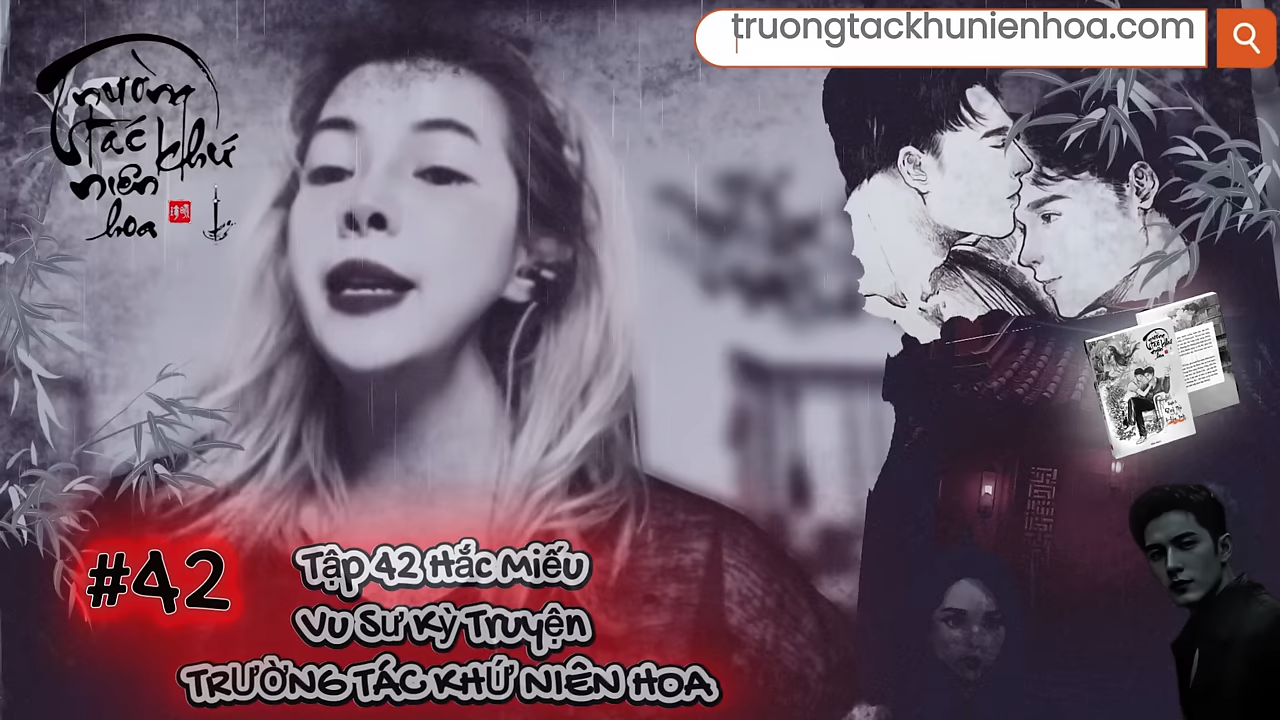 truongtackhunienhoa.com
Trường
Tác Khứ
niên
hoa
#42
Tập 42 Hắc Miếu
Vu Sư Kỳ Truyện
TRƯỜNG TÁC KHỨ NIÊN HOA